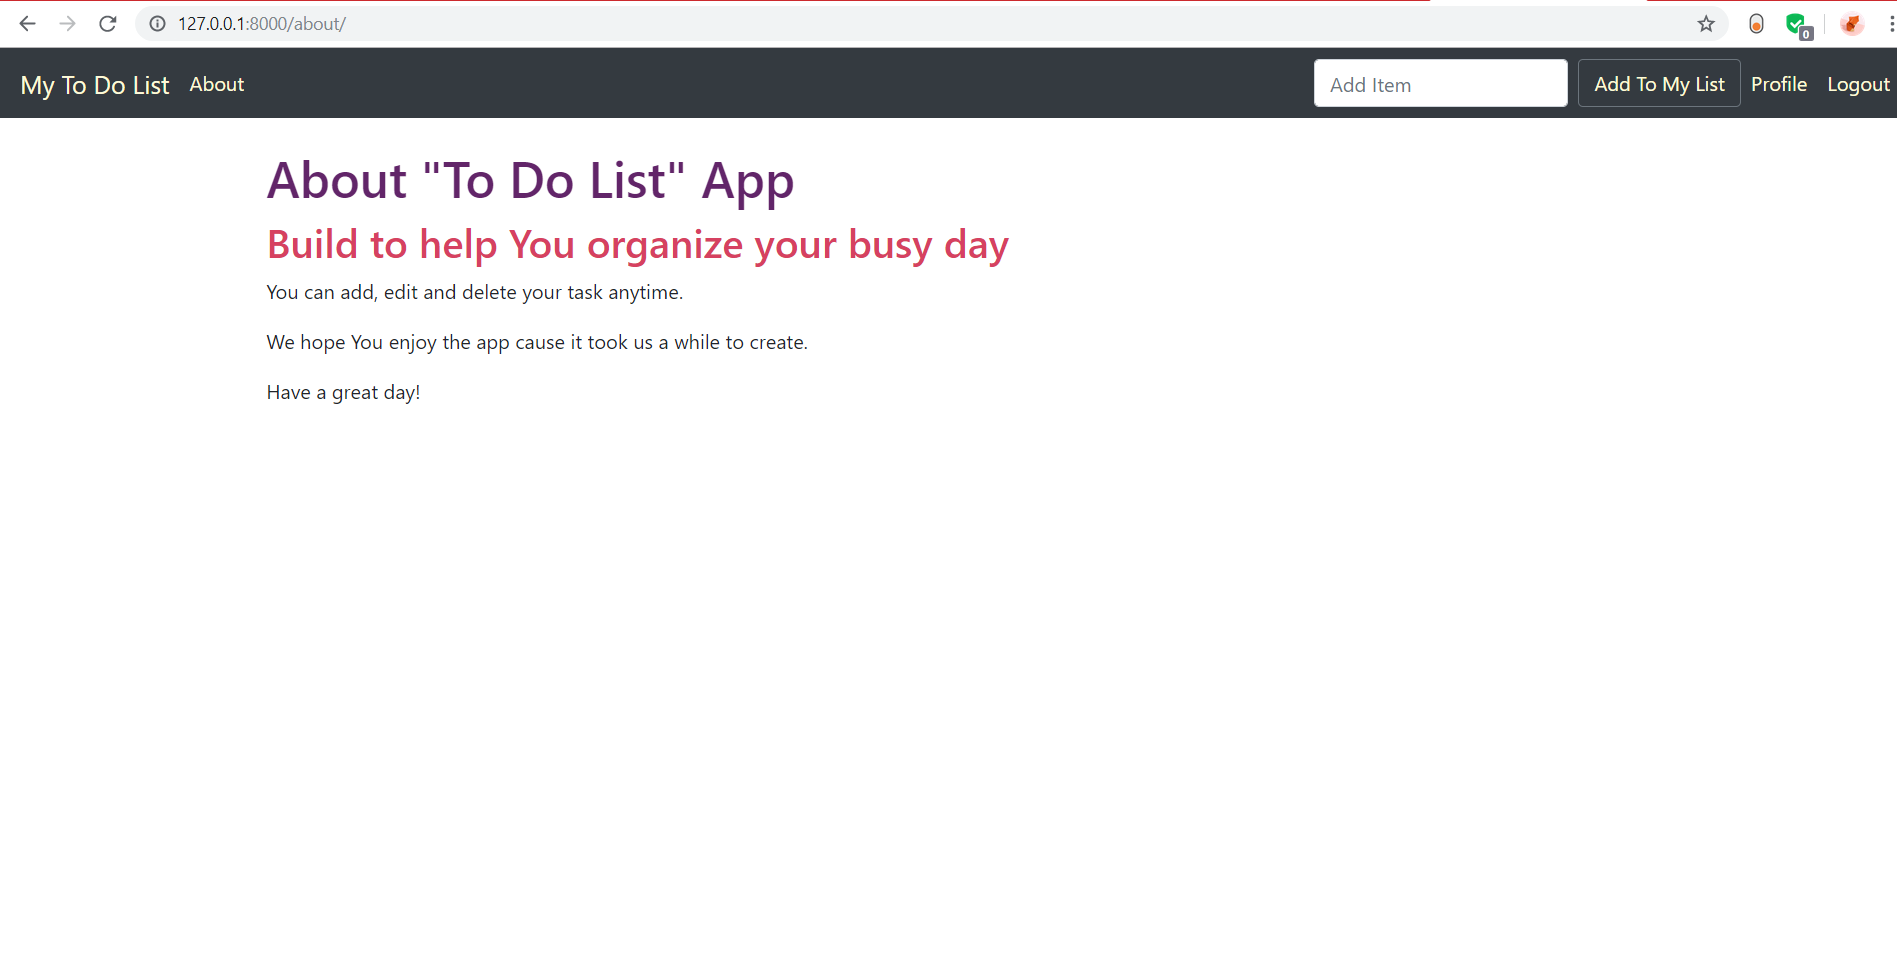 127.0.0.1:8000/about/
0
My To Do List About Add Item Add To My List Profile Logout
About "To Do List" App
Build to help You organize your busy day
You can add, edit and delete your task anytime.
We hope You enjoy the app cause it took us a while to create.
Have a great day!